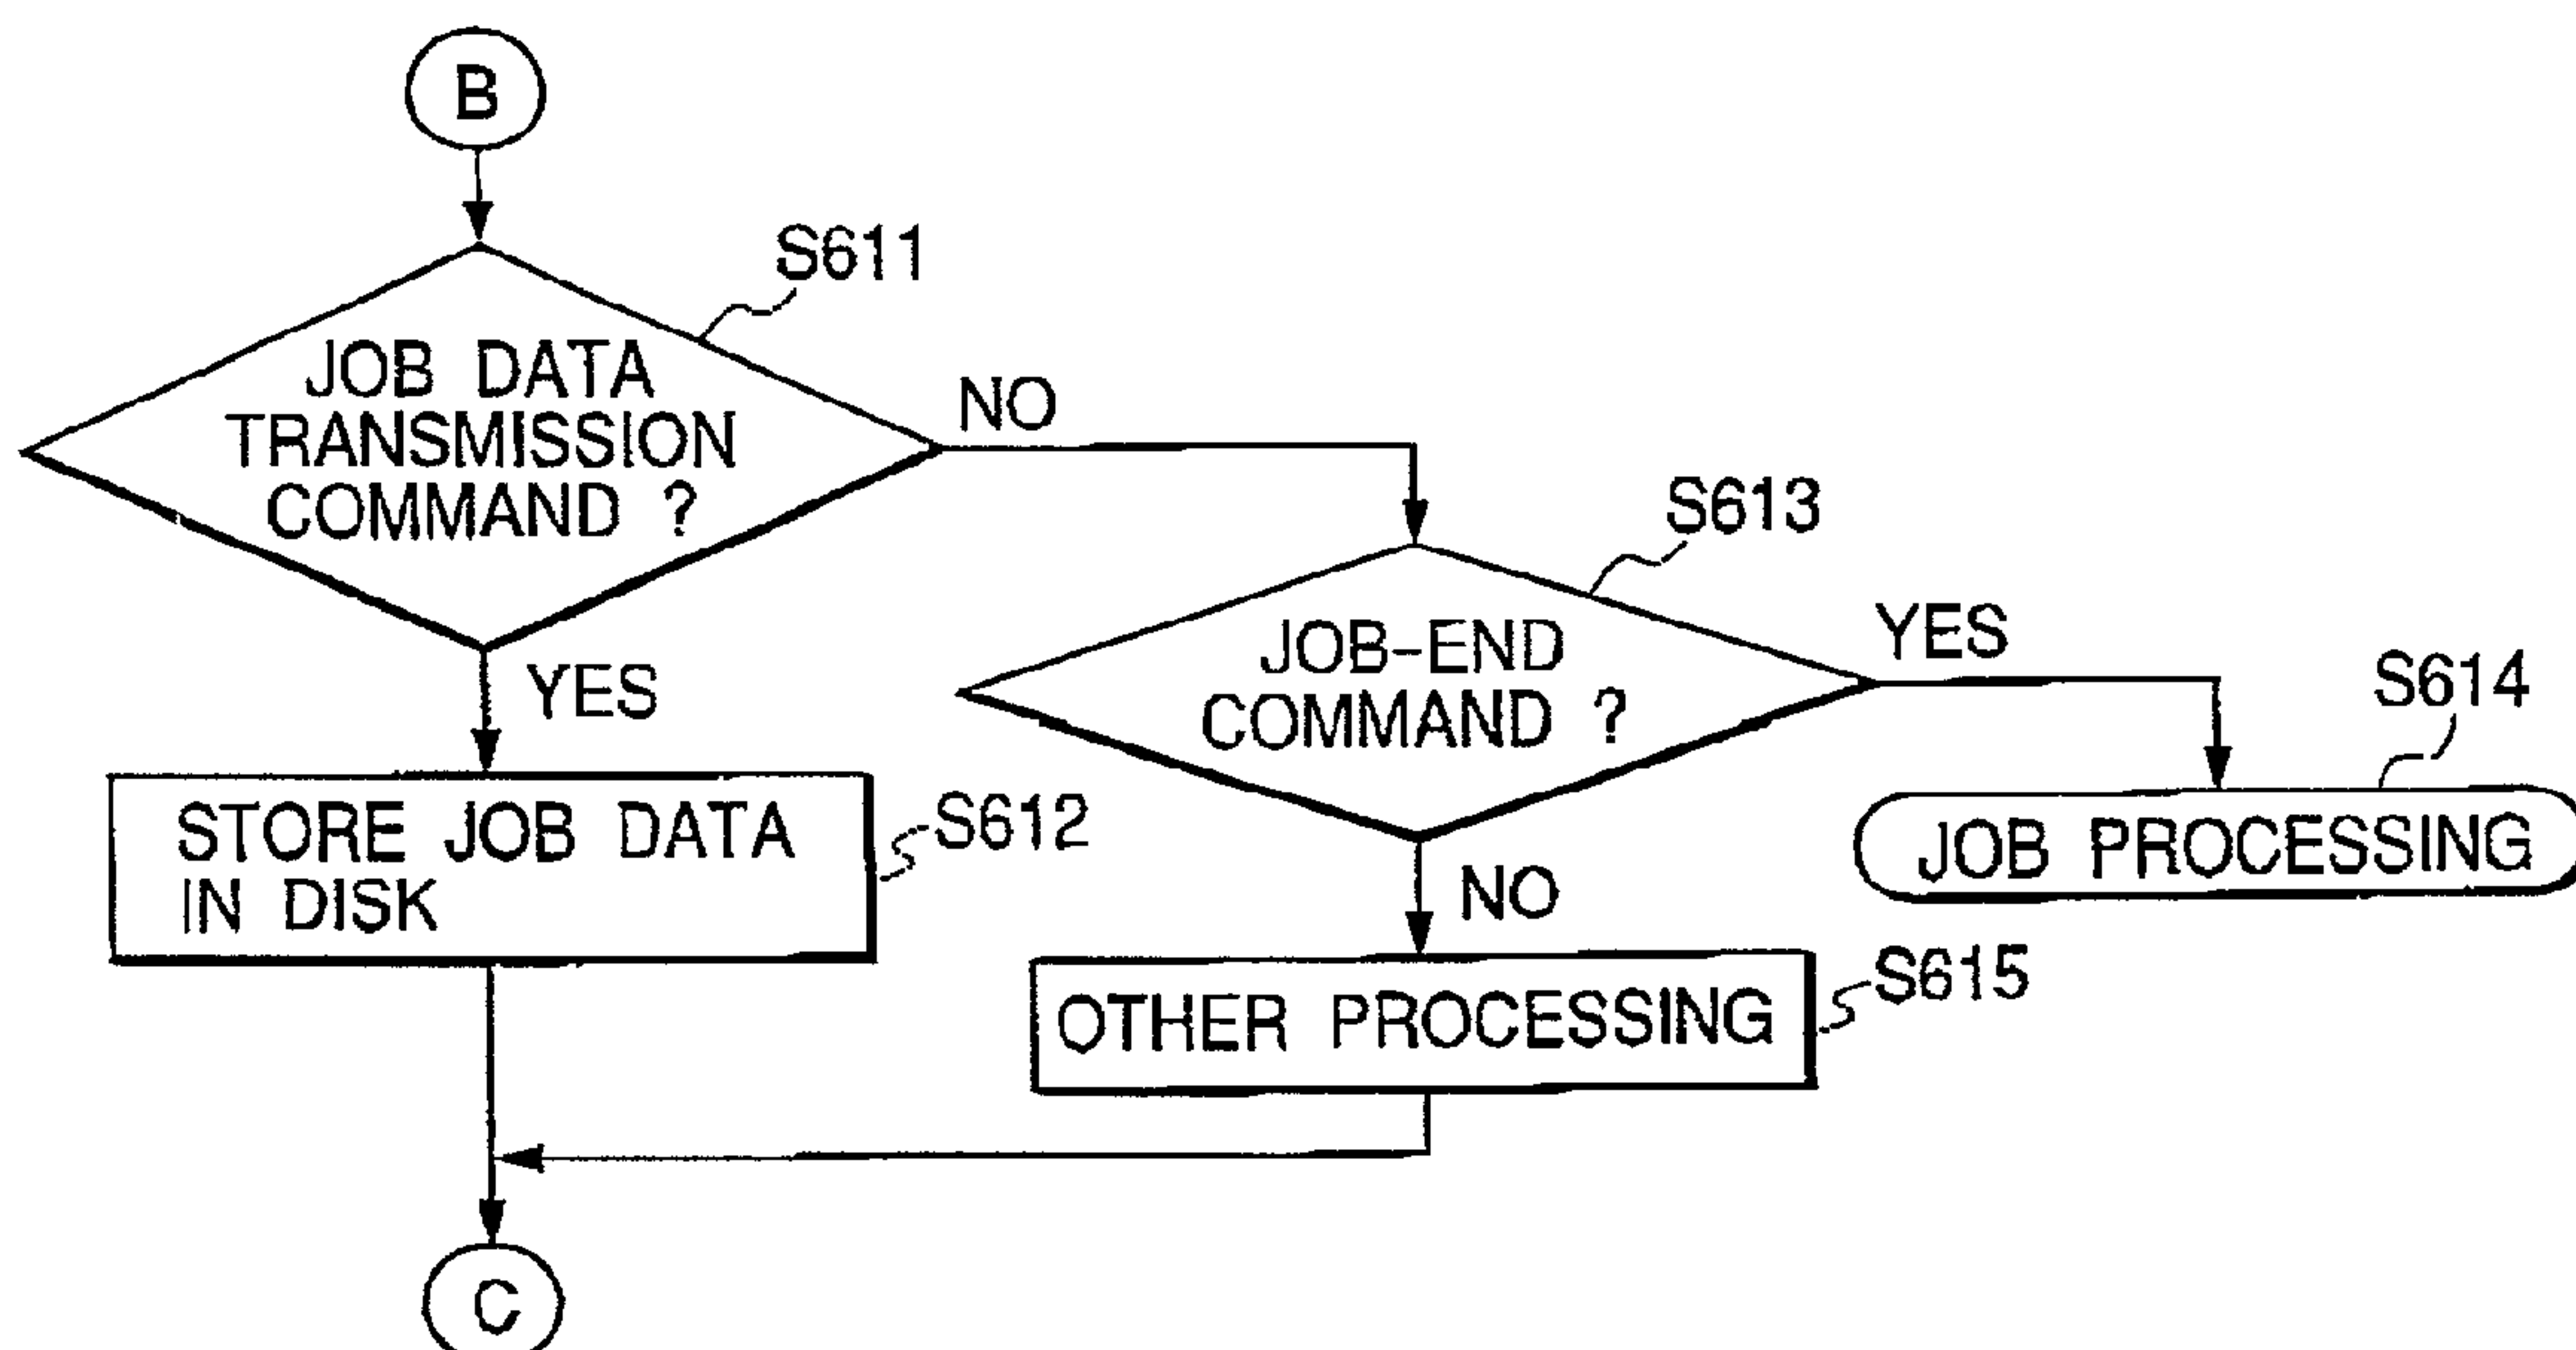 B
S611
JOB DATA
TRANSMISSION
COMMAND ?
NO
YES
S613
JOB-END
COMMAND ?
YES
S614
JOB PROCESSING
STORE JOB DATA
IN DISK
S612
NO
OTHER PROCESSING
S615
C